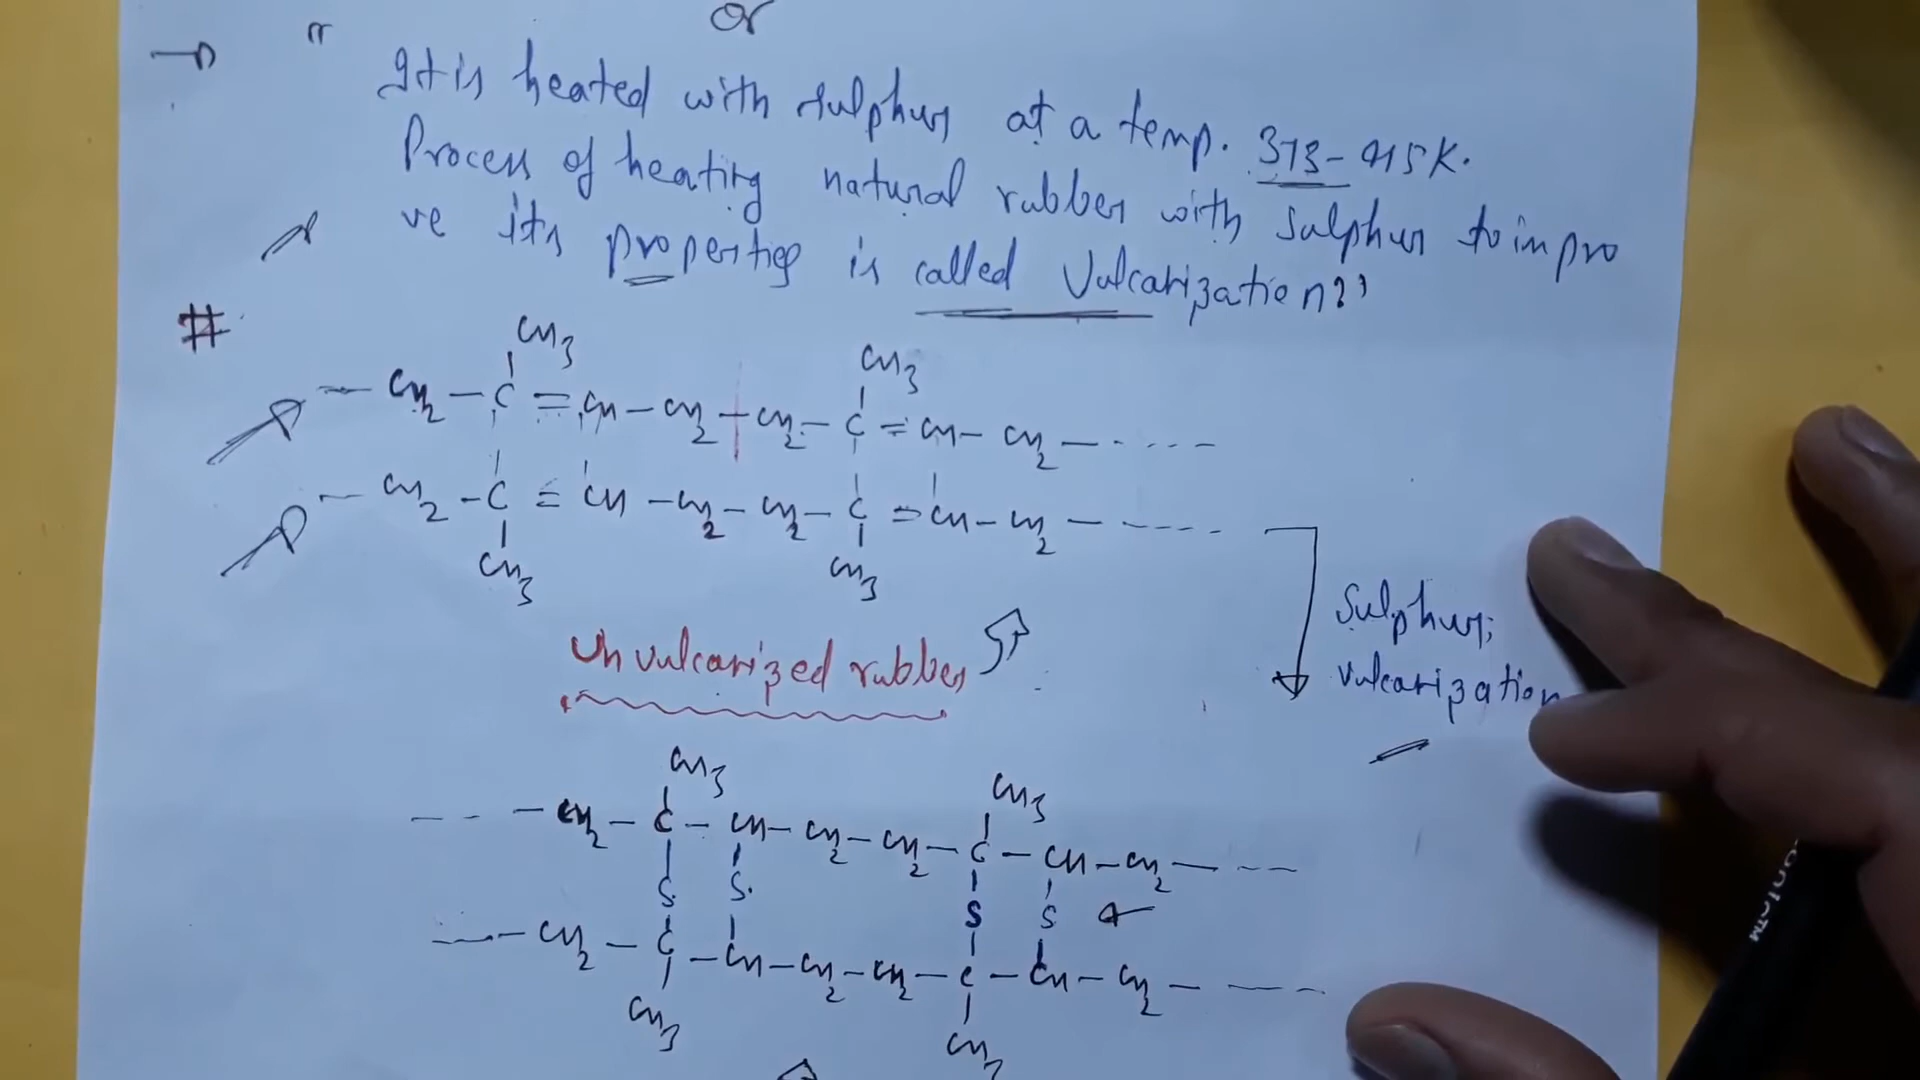 or
"
It is heated with sulphur at a temp. 373-415K.
Process of heating natural rubber with Sulphur to impro
ve its properties is called Vulcanization"
#
CH3 CH3
CH2-C=CH-CH2-CH2-C=CH-CH2-----
CH2-C=CH-CH2-CH2-C=CH-CH2-----
CH3 CH3
Sulphur;
Vulcanization
Unvulcanized rubber
CH3 CH3
--- -CH2-C-CH-CH2-CH2-C-CH-CH2- ---
S S S S
--- -CH2-C-CH-CH2-CH2-C-CH-CH2- ---
CH3 CH3